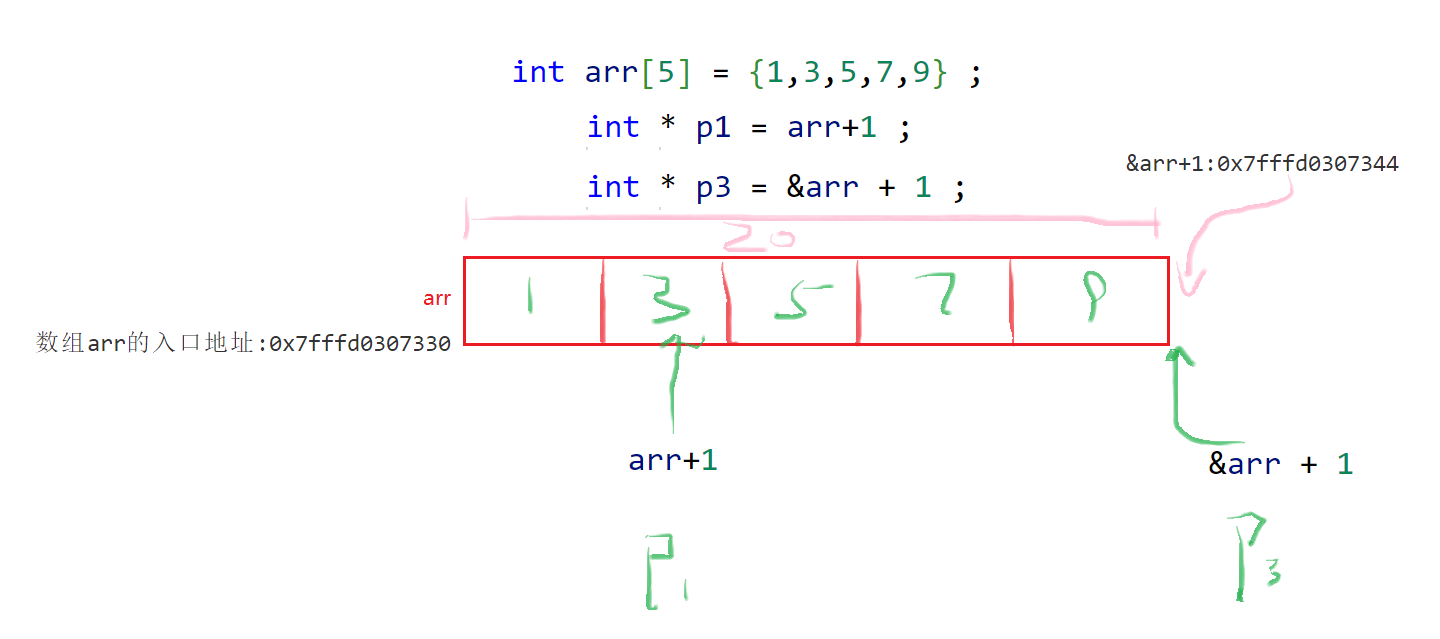 int arr[5] = {1,3,5,7,9} ;
int * p1 = arr+1 ;
&arr+1:0x7fffd0307344
int * p3 = &arr + 1 ;
20
arr
1 3 5 7 9
数组arr的入口地址:0x7fffd0307330
arr+1
&arr + 1
P1
P3